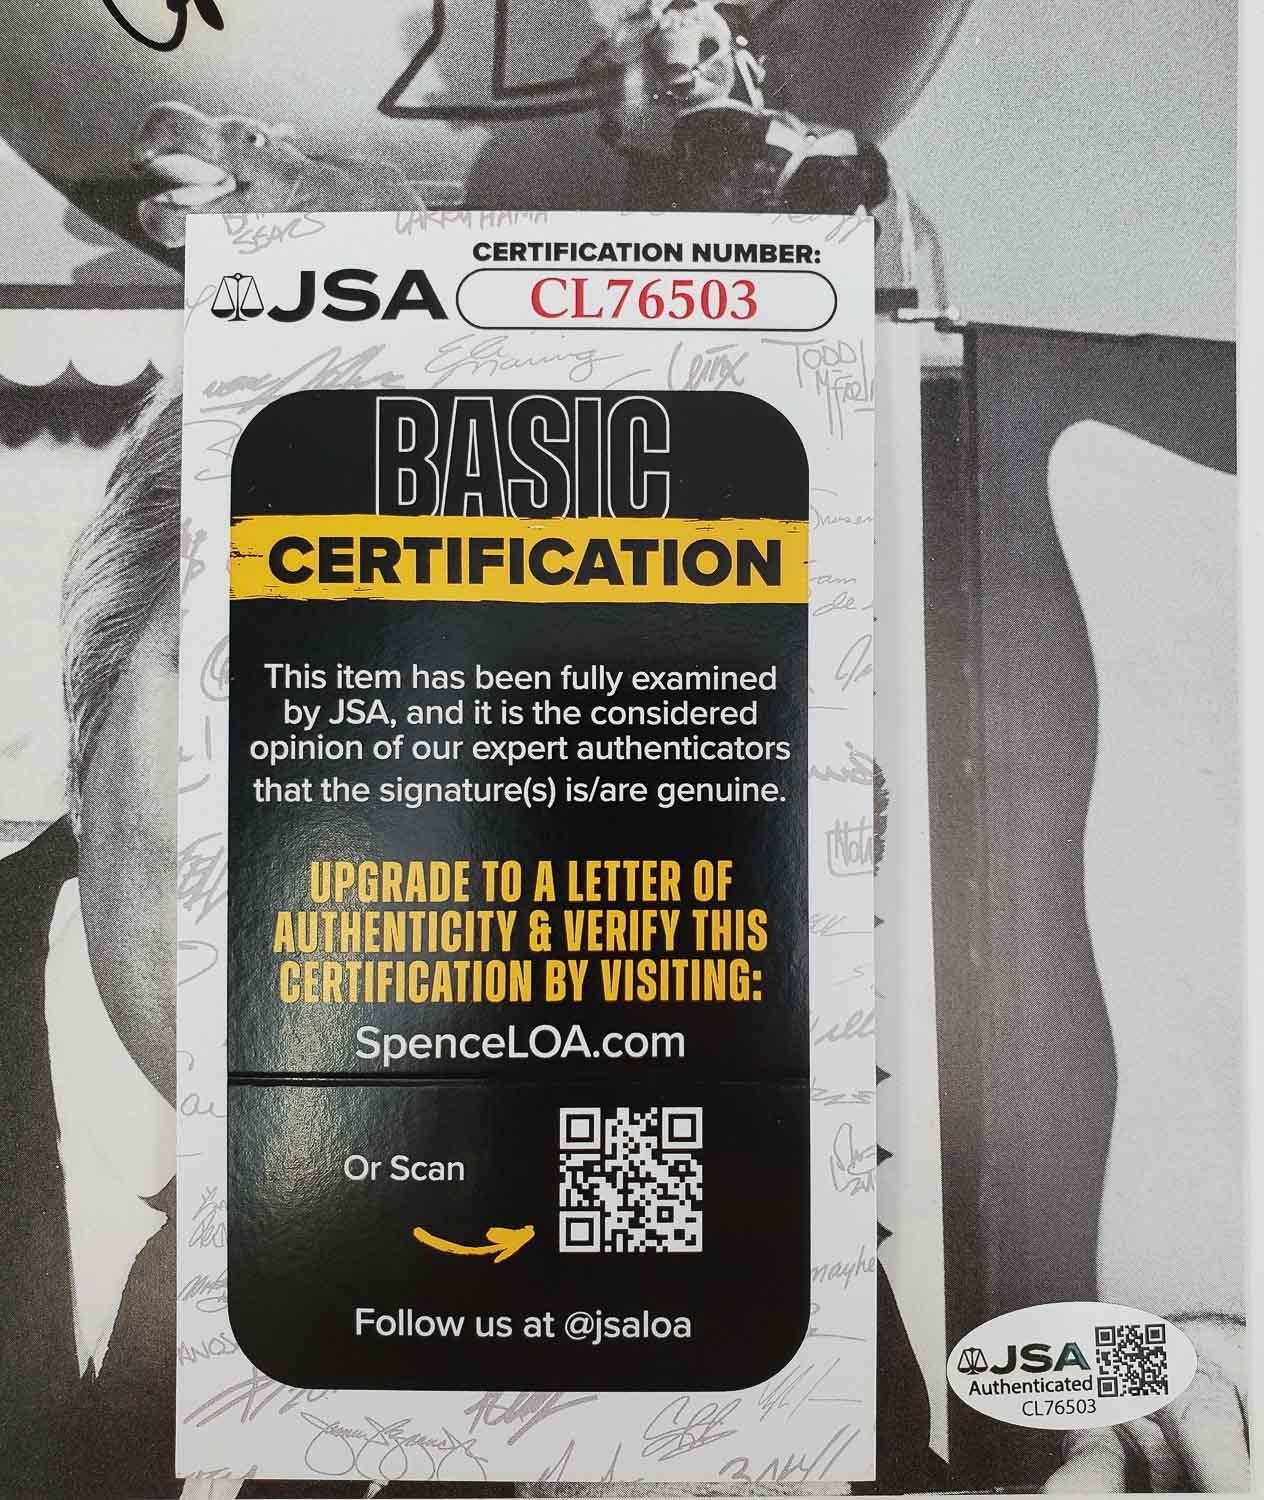 CERTIFICATION NUMBER:
JSA
CL76503
BASIC
CERTIFICATION
This item has been fully examined
by JSA, and it is the considered
opinion of our expert authenticators
that the signature(s) is/are genuine.
UPGRADE TO A LETTER OF
AUTHENTICITY & VERIFY THIS
CERTIFICATION BY VISITING:
SpenceLOA.com
Or Scan
Follow us at @jsaloa
JSA
Authenticated
CL76503